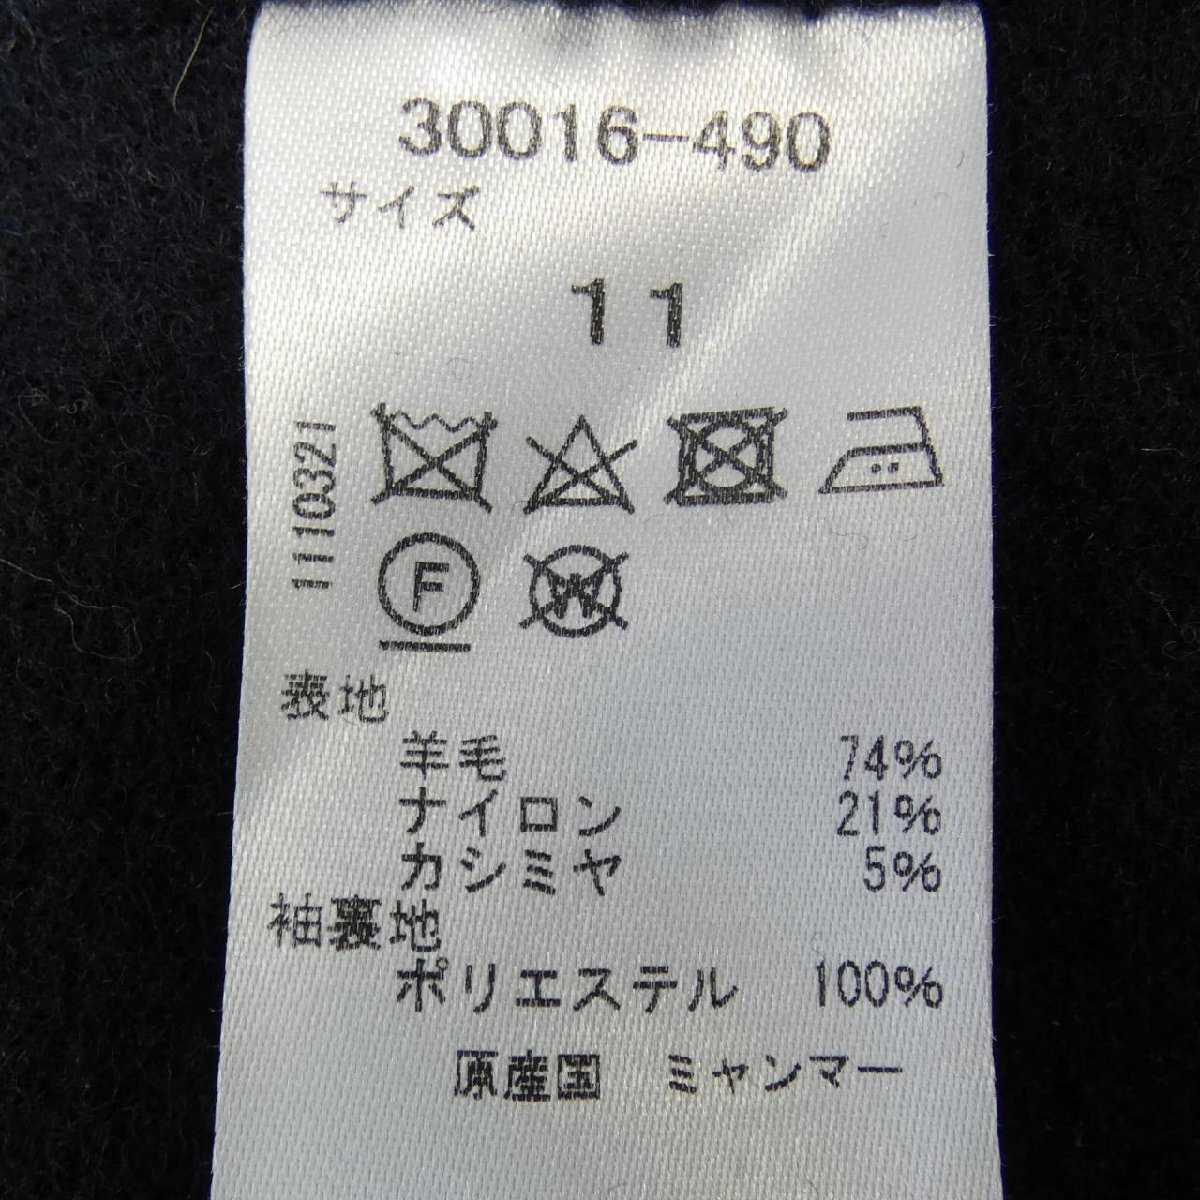 30016-490
サイズ
11
1110321
F
W
表地
羊毛 74%
ナイロン 21%
カシミヤ 5%
袖裏地
ポリエステル 100%
原産国 ミャンマー